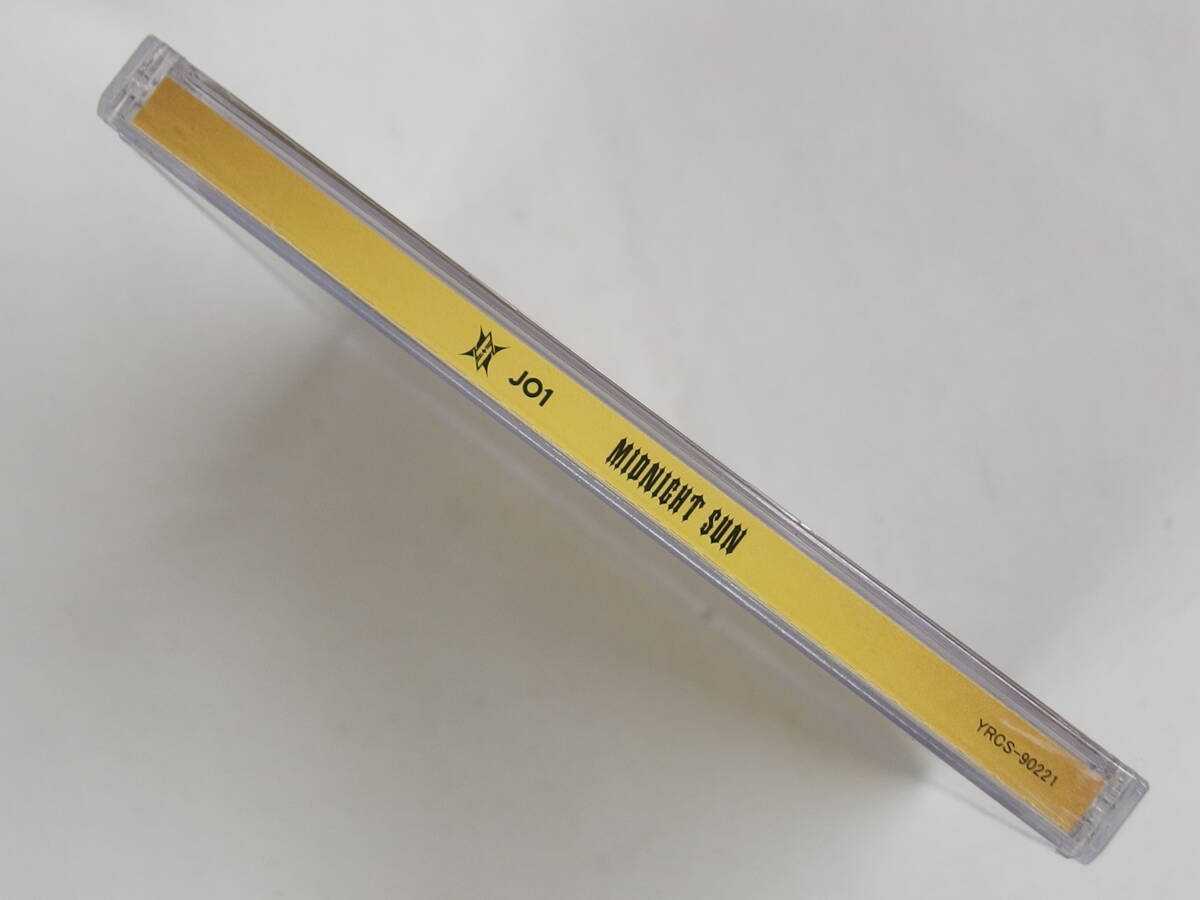 JO1
MIDNIGHT SUN
YRCS-90221